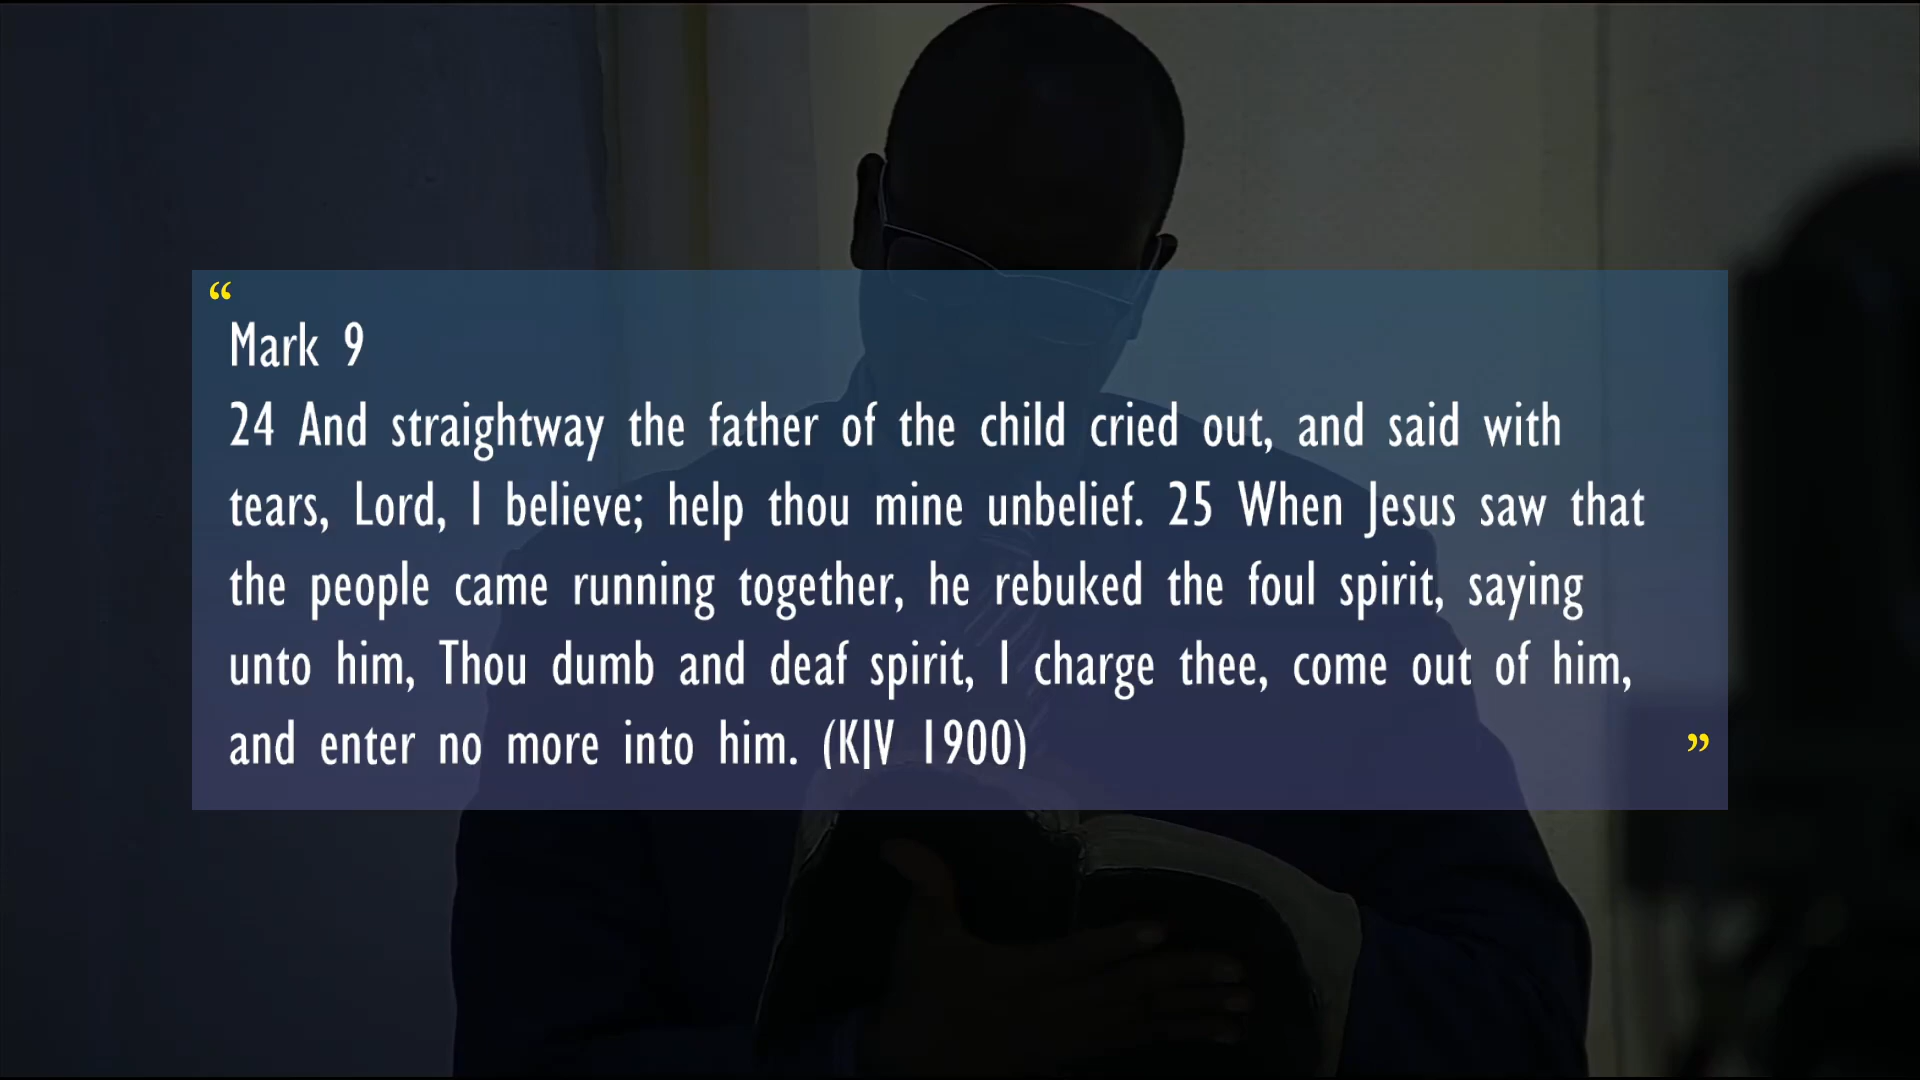 “
Mark 9
24 And straightway the father of the child cried out, and said with
tears, Lord, I believe; help thou mine unbelief. 25 When Jesus saw that
the people came running together, he rebuked the foul spirit, saying
unto him, Thou dumb and deaf spirit, I charge thee, come out of him,
and enter no more into him. (KJV 1900)
”